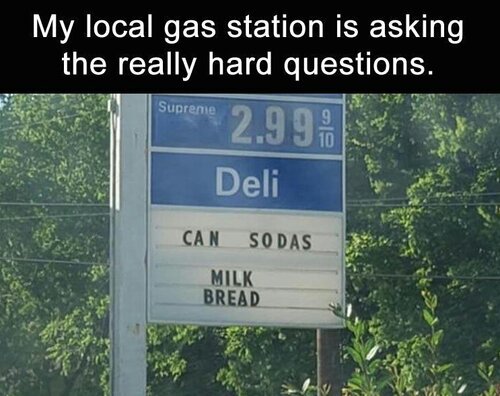 My local gas station is asking
the really hard questions.
Supreme 2.99 9/10
Deli
CAN SODAS
MILK
BREAD